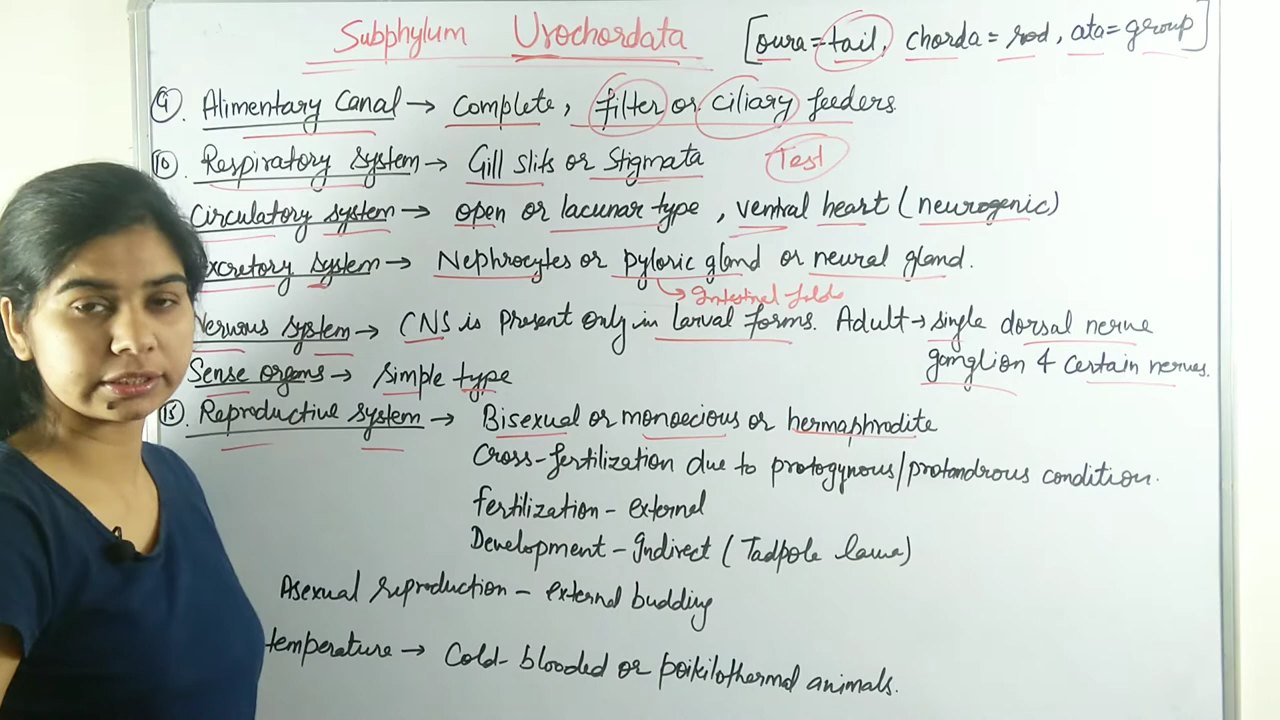 Subphylum Urochordata [oura=tail, chorda=rod, ata=group]
9. Alimentary Canal → Complete, filter or ciliary feeders
10. Respiratory system → Gill slits or Stigmata Test
Circulatory system → open or lacunar type, ventral heart (neurogenic)
xcretory system → Nephrocytes or pyloric gland or neural gland.
→ Intestinal folds
Nervous system → CNS is present only in larval forms. Adult → single dorsal nerve
ganglion & certain nerves.
Sense organs → simple type
15. Reproductive system → Bisexual or monoecious or hermaphrodite
Cross-fertilization due to protogynous/protandrous condition.
fertilization - external
Development - Indirect (Tadpole larva)
Asexual reproduction - external budding
temperature → Cold-blooded or poikilothermal animals.